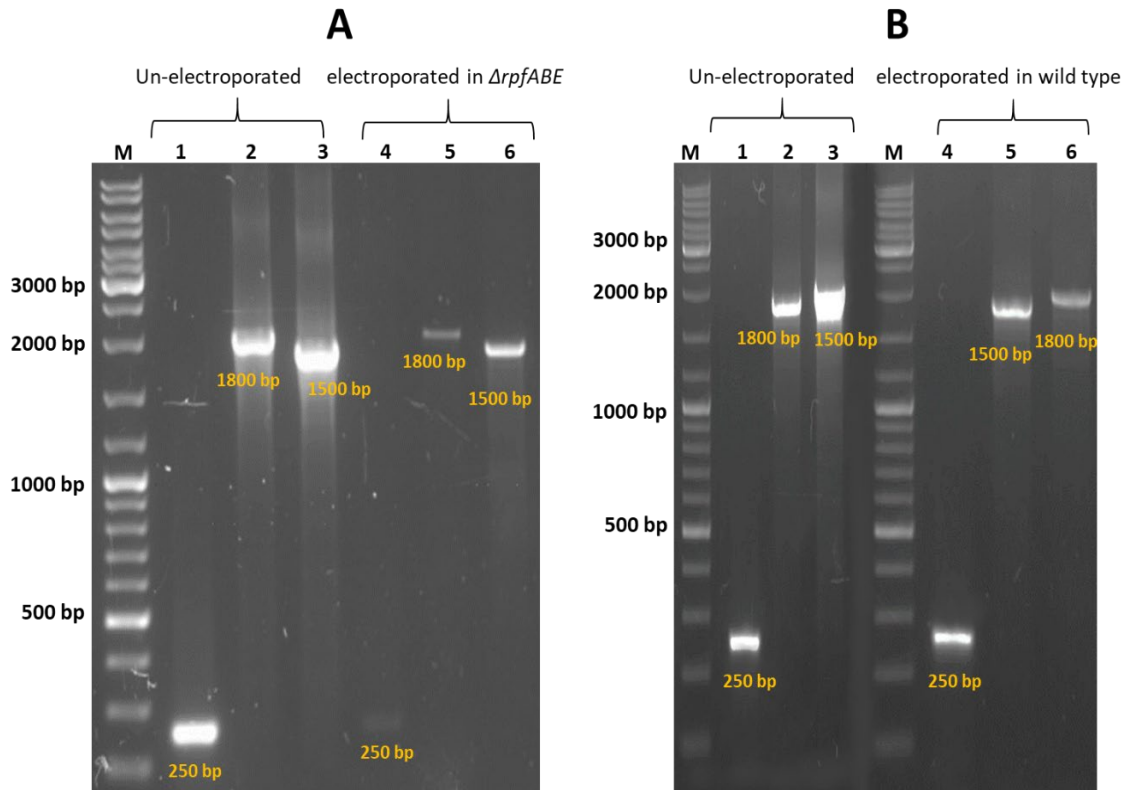 A
Un-electroporated electroporated in ΔrpfABE
M 1 2 3 4 5 6
3000 bp
2000 bp
1800 bp
1500 bp
1800 bp
1500 bp
1000 bp
500 bp
250 bp
250 bp
B
Un-electroporated electroporated in wild type
M 1 2 3 M 4 5 6
3000 bp
2000 bp
1800 bp 1500 bp
1500 bp 1800 bp
1000 bp
500 bp
250 bp
250 bp